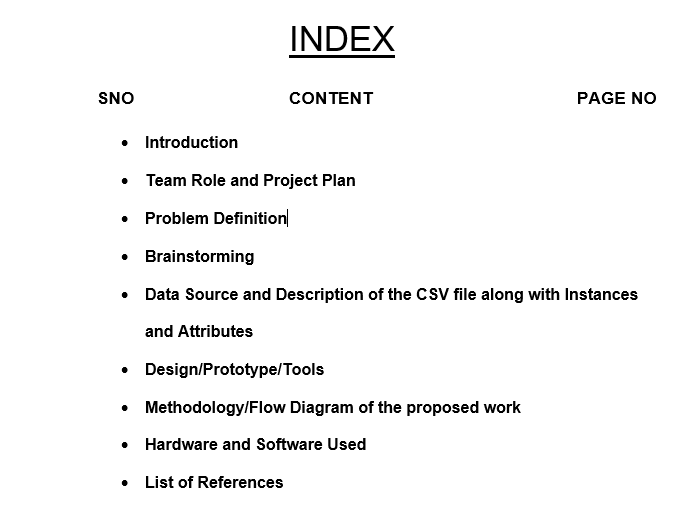 INDEX
SNO CONTENT PAGE NO
• Introduction
• Team Role and Project Plan
• Problem Definition
• Brainstorming
• Data Source and Description of the CSV file along with Instances
and Attributes
• Design/Prototype/Tools
• Methodology/Flow Diagram of the proposed work
• Hardware and Software Used
• List of References